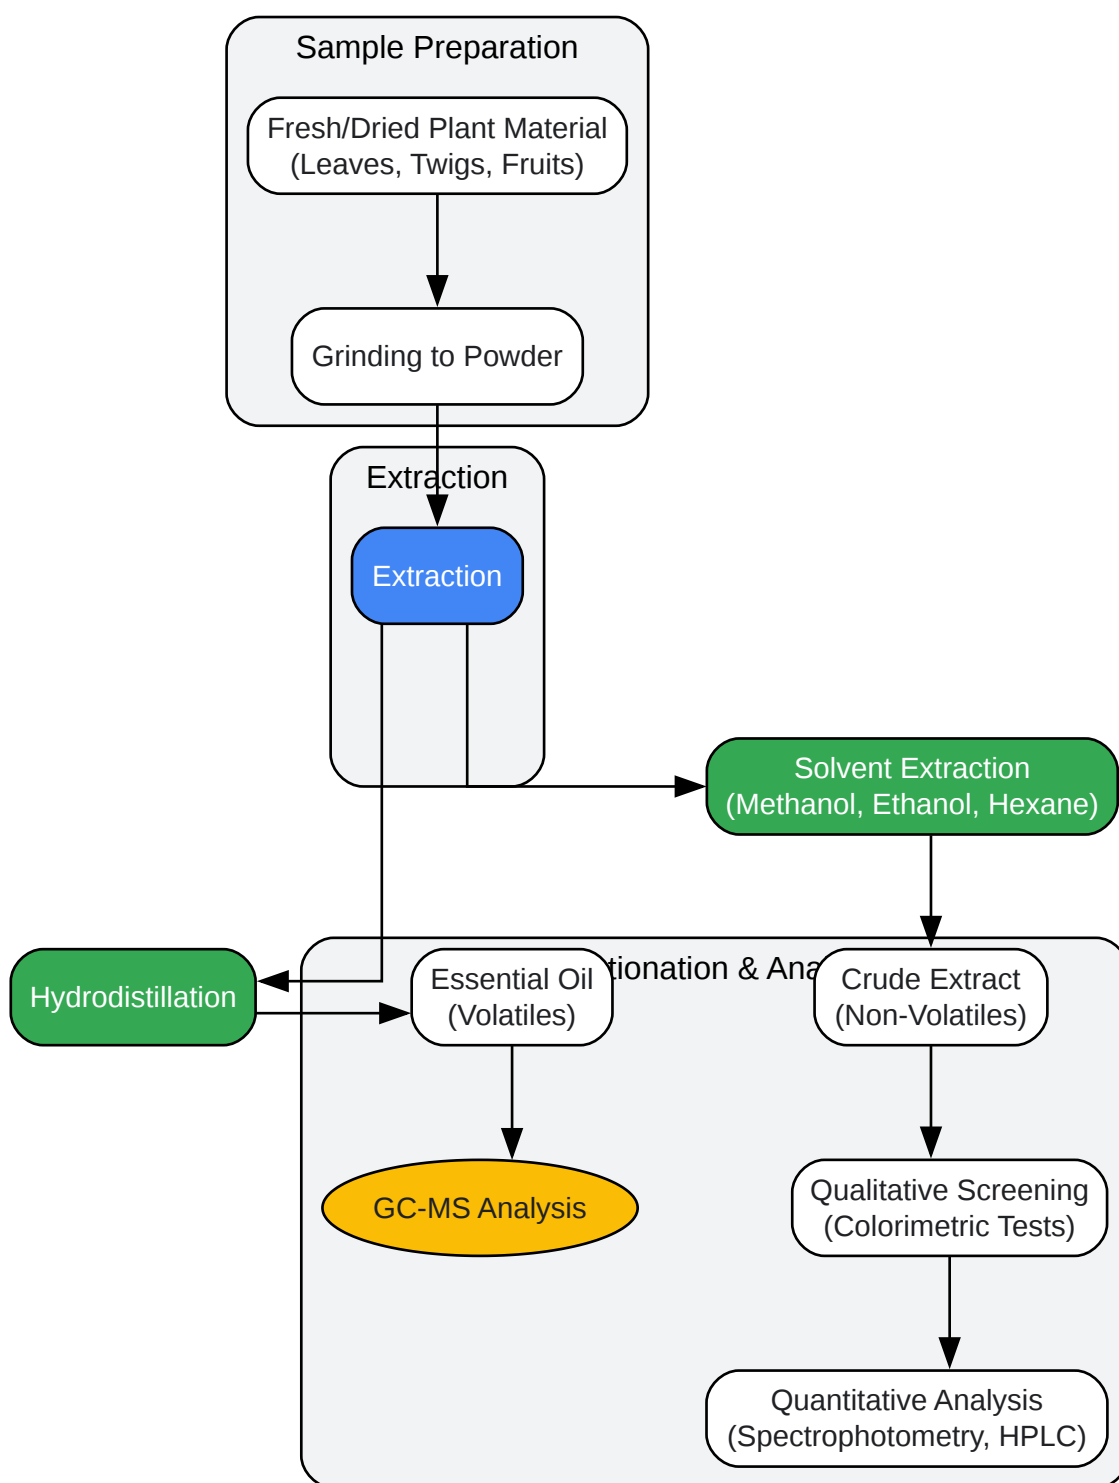 Sample Preparation
Fresh/Dried Plant Material
(Leaves, Twigs, Fruits)
Grinding to Powder
Extraction
Extraction
Solvent Extraction
(Methanol, Ethanol, Hexane)
Hydrodistillation
Essential Oil
(Volatiles)
&
Crude Extract
(Non-Volatiles)
GC-MS Analysis
Qualitative Screening
(Colorimetric Tests)
Quantitative Analysis
(Spectrophotometry, HPLC)